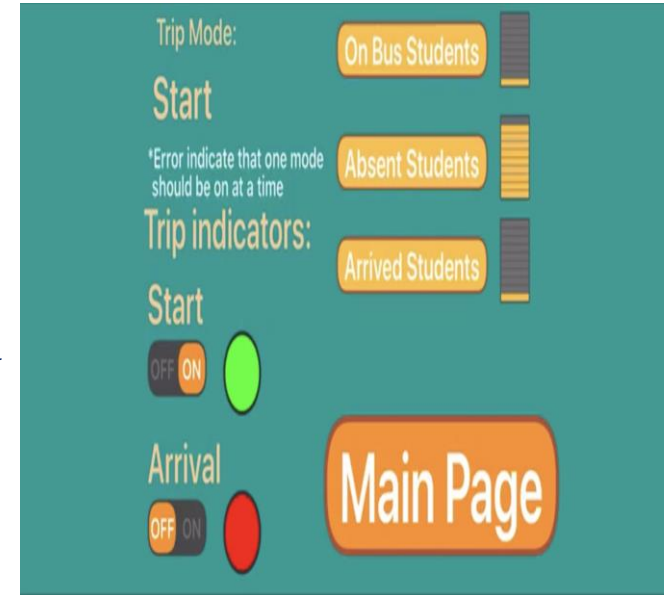 Trip Mode:
Start
*Error indicate that one mode
should be on at a time
Trip indicators:
Start
OFF ON
Arrival
OFF ON
On Bus Students
Absent Students
Arrived Students
Main Page